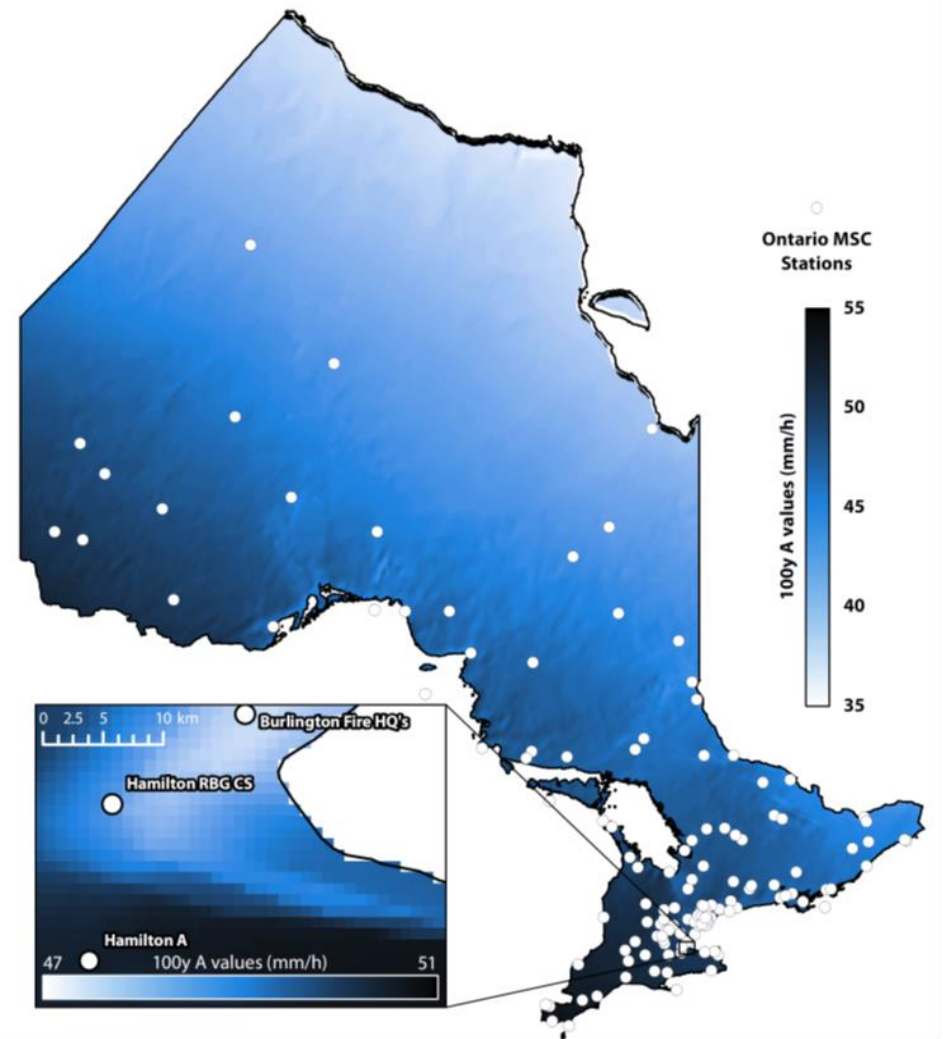 Ontario MSC
Stations
55
50
45
40
35
100y A values (mm/h)
0 2.5 5 10 km
Burlington Fire HQ's
Hamilton RBG CS
Hamilton A
47 100y A values (mm/h) 51